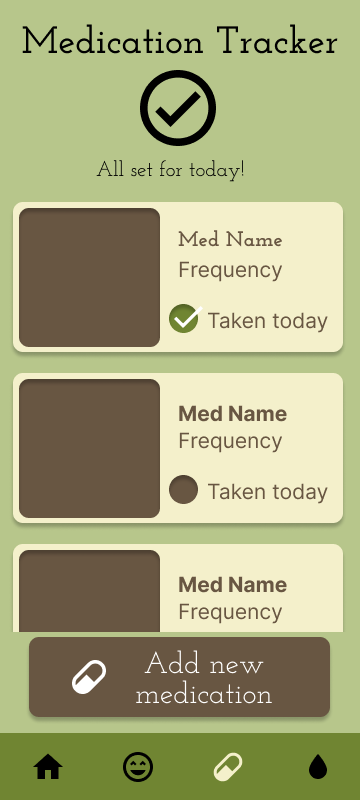 Medication Tracker
All set for today!
Med Name
Frequency
Taken today
Med Name
Frequency
Taken today
Med Name
Frequency
Add new
medication